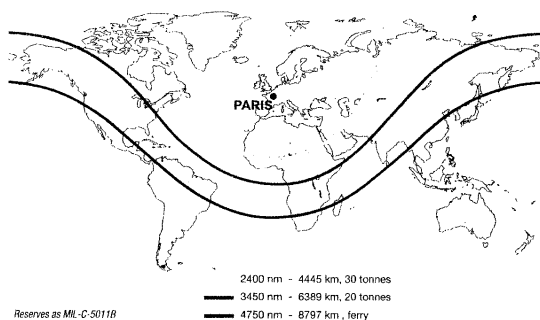 PARIS
2400 nm - 4445 km, 30 tonnes
3450 nm - 6389 km, 20 tonnes
4750 nm - 8797 km , ferry
Reserves as MIL-C-5011B